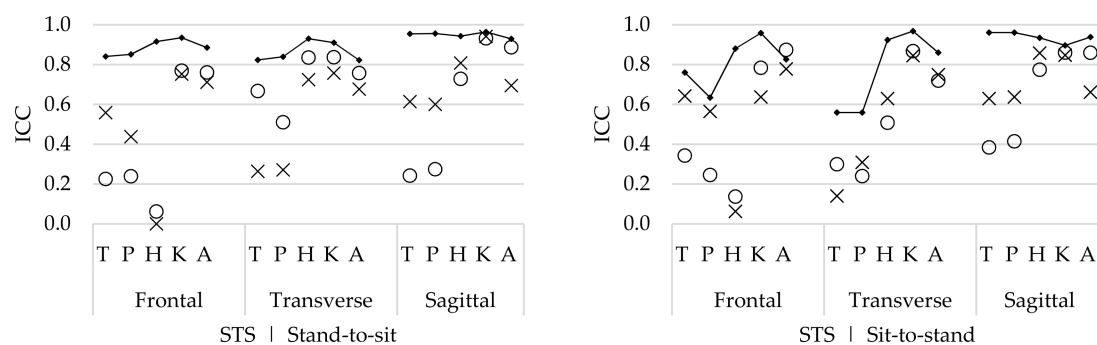 ICC
1.0
0.8
0.6
0.4
0.2
0.0
T P H K A T P H K A T P H K A
Frontal Transverse Sagittal
STS | Stand-to-sit
ICC
1.0
0.8
0.6
0.4
0.2
0.0
T P H K A T P H K A T P H K A
Frontal Transverse Sagittal
STS | Sit-to-stand